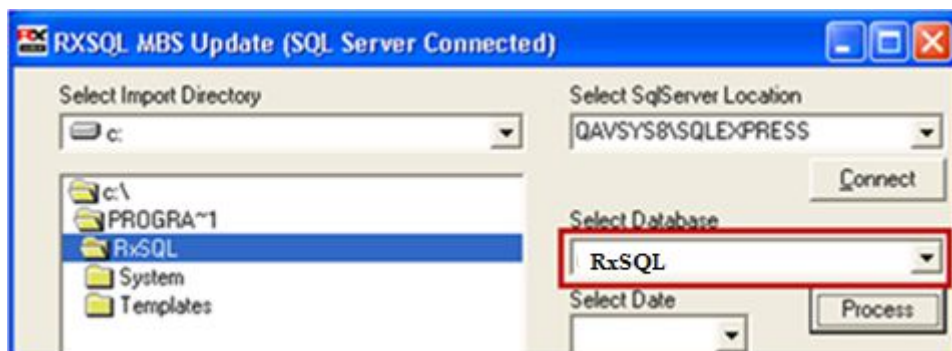 RXSQL MBS Update (SQL Server Connected)
Select Import Directory
Select SqlServer Location
c:
QAVSYS8\SQLEXPRESS
Connect
c:\
PROGRA~1
RxSQL
System
Templates
Select Database
RxSQL
Select Date
Process